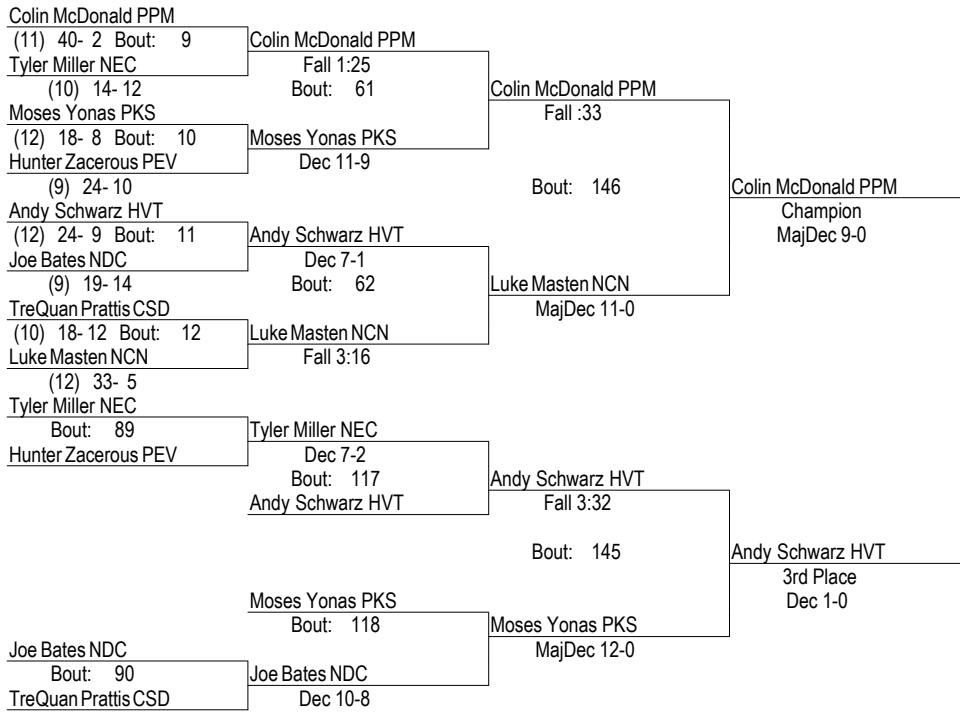 Colin McDonald PPM
(11) 40- 2 Bout: 9
Colin McDonald PPM
Tyler Miller NEC
Fall 1:25
(10) 14- 12
Bout: 61
Colin McDonald PPM
Moses Yonas PKS
Fall :33
(12) 18- 8 Bout: 10
Moses Yonas PKS
Hunter Zacerous PEV
Dec 11-9
(9) 24- 10
Bout: 146
Colin McDonald PPM
Andy Schwarz HVT
Champion
(12) 24- 9 Bout: 11
Andy Schwarz HVT
MajDec 9-0
Joe Bates NDC
Dec 7-1
(9) 19- 14
Bout: 62
Luke Masten NCN
TreQuan Prattis CSD
MajDec 11-0
(10) 18- 12 Bout: 12
Luke Masten NCN
Luke Masten NCN
Fall 3:16
(12) 33- 5
Tyler Miller NEC
Bout: 89
Tyler Miller NEC
Hunter Zacerous PEV
Dec 7-2
Bout: 117
Andy Schwarz HVT
Andy Schwarz HVT
Fall 3:32
Bout: 145
Andy Schwarz HVT
3rd Place
Moses Yonas PKS
Dec 1-0
Bout: 118
Moses Yonas PKS
Joe Bates NDC
MajDec 12-0
Bout: 90
Joe Bates NDC
TreQuan Prattis CSD
Dec 10-8